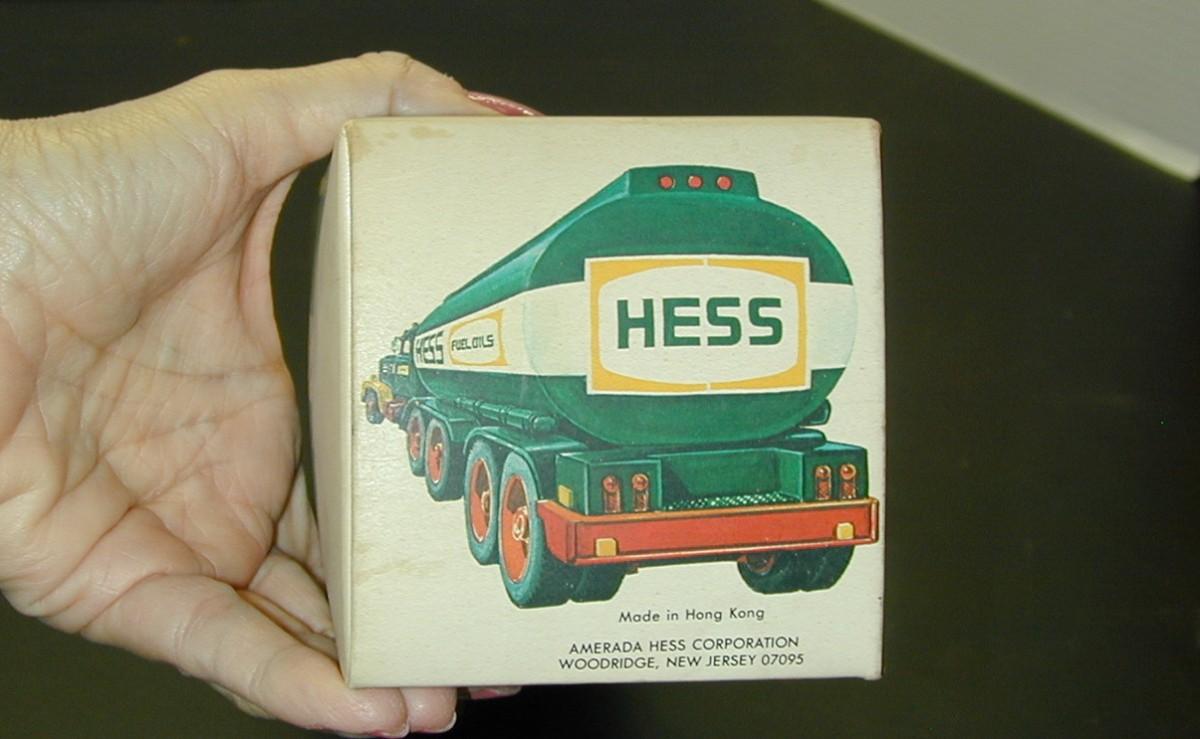 HESS
HESS FUEL OILS
Made in Hong Kong
AMERADA HESS CORPORATION
WOODRIDGE, NEW JERSEY 07095